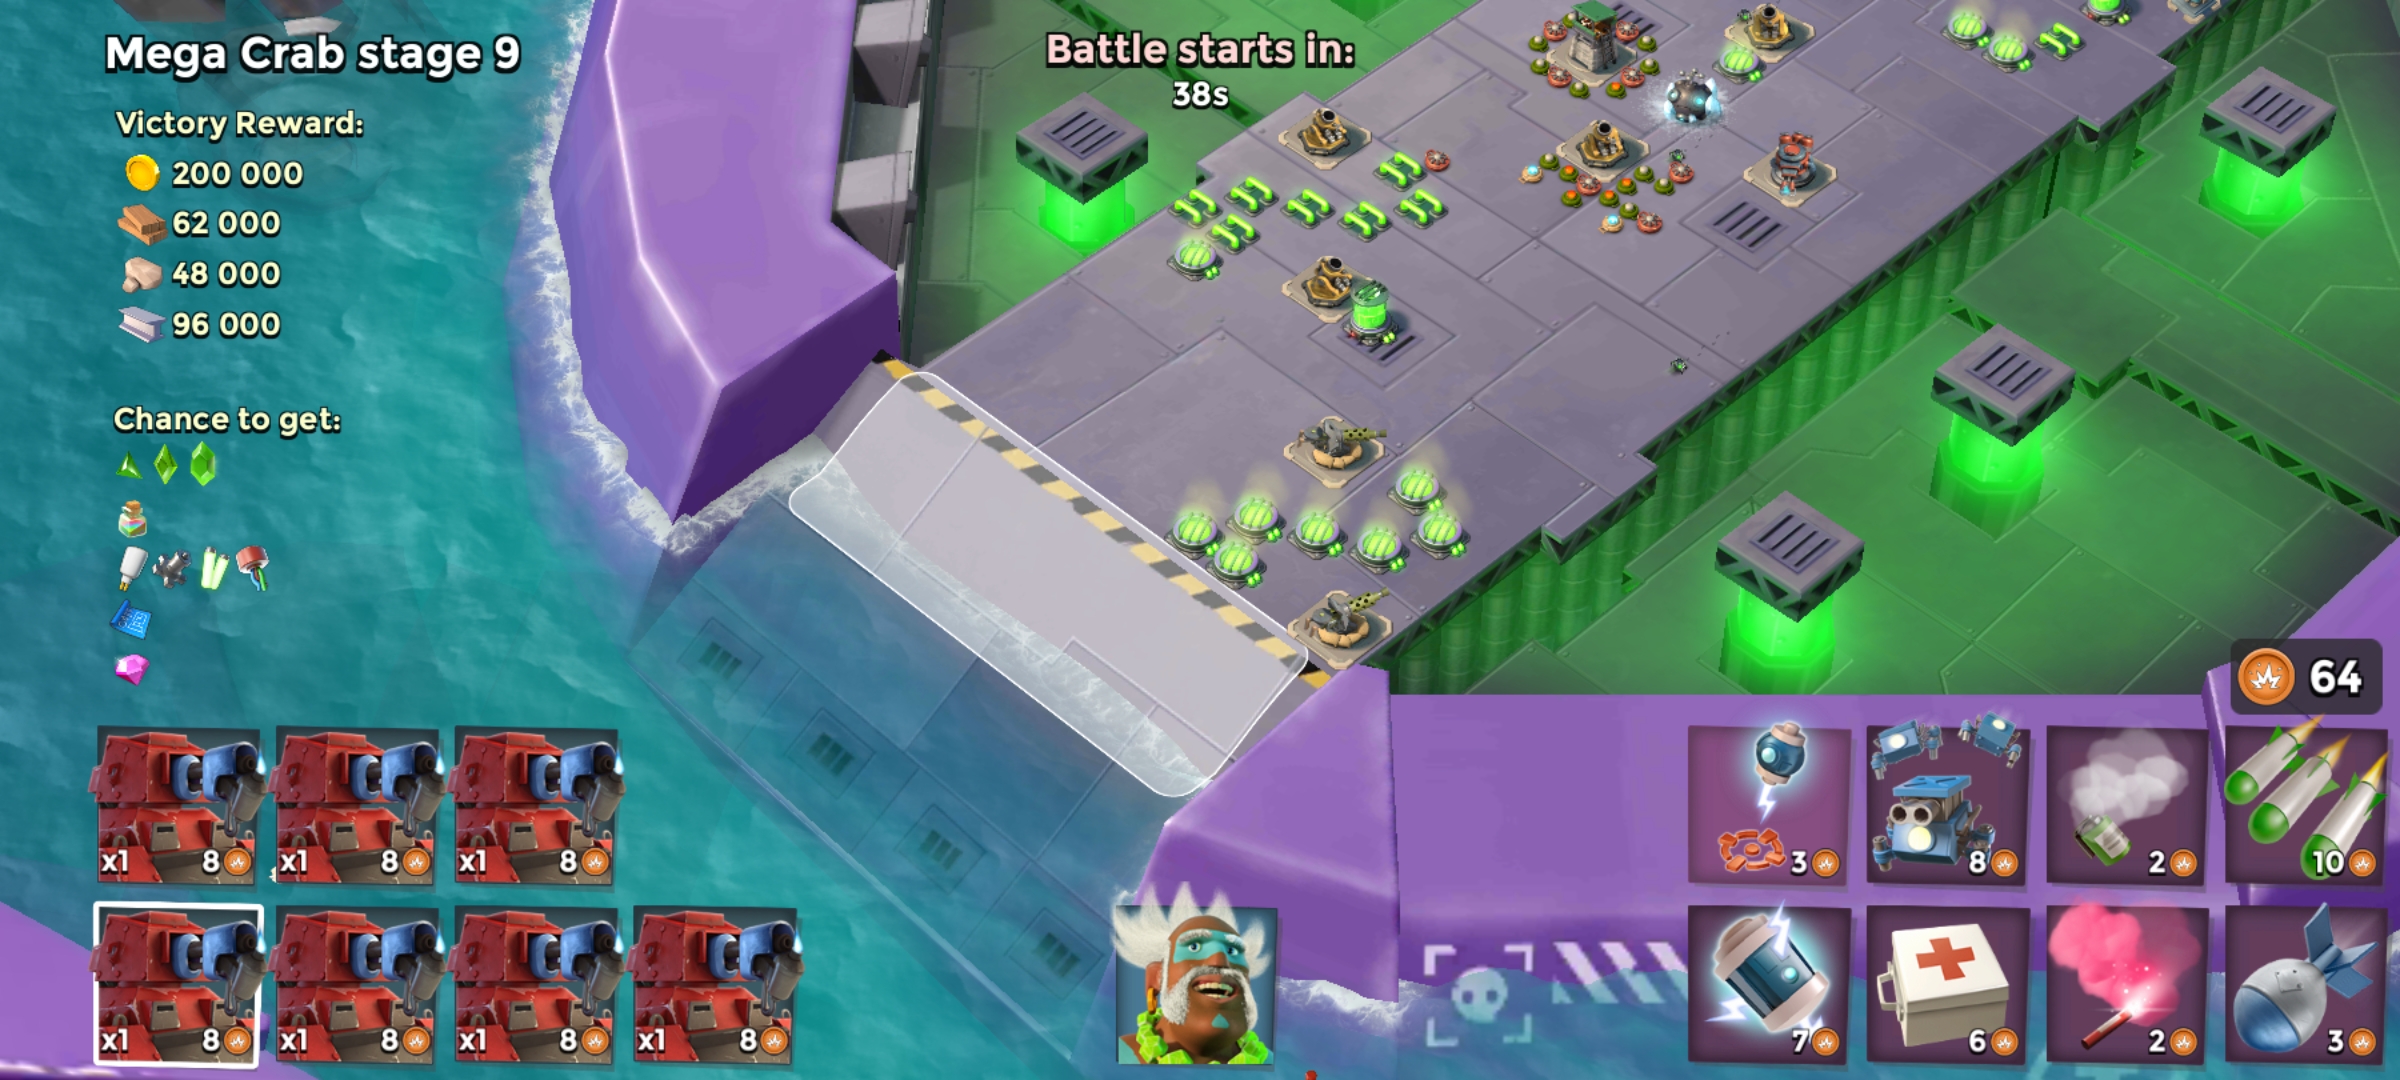 Mega Crab stage 9
Victory Reward:
200 000
62 000
48 000
96 000
Chance to get:
Battle starts in:
38s
64
x1 8
x1 8
x1 8
x1 8
x1 8
x1 8
x1 8
3
8
2
10
7
6
2
3